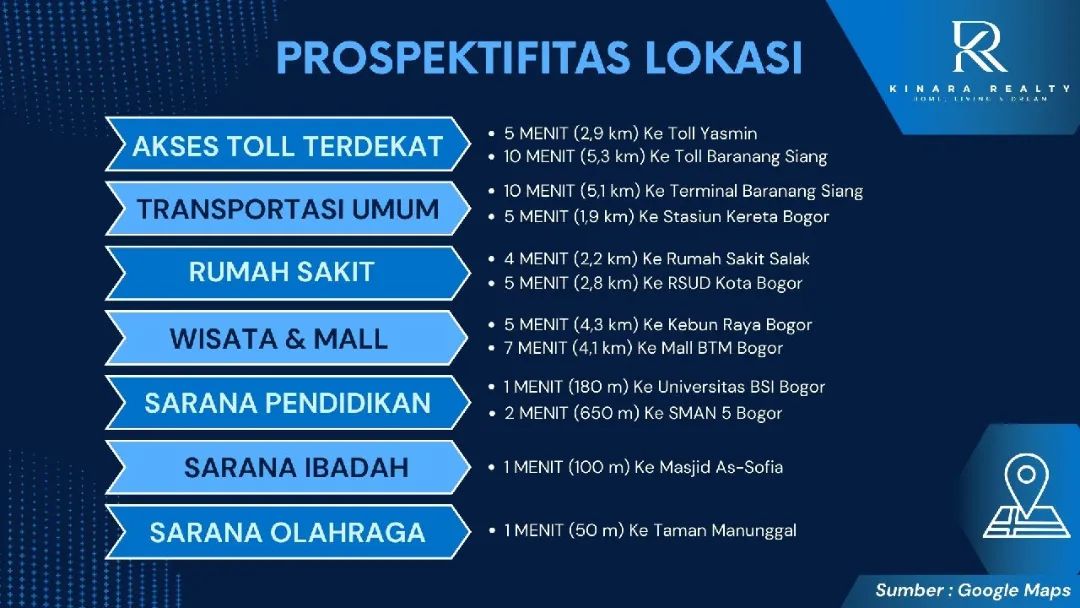 PROSPEKTIFITAS LOKASI
KINARA REALTY
HOME, LIVING & DREAM
AKSES TOLL TERDEKAT
• 5 MENIT (2,9 km) Ke Toll Yasmin
• 10 MENIT (5,3 km) Ke Toll Baranang Siang
TRANSPORTASI UMUM
• 10 MENIT (5,1 km) Ke Terminal Baranang Siang
• 5 MENIT (1,9 km) Ke Stasiun Kereta Bogor
RUMAH SAKIT
• 4 MENIT (2,2 km) Ke Rumah Sakit Salak
• 5 MENIT (2,8 km) Ke RSUD Kota Bogor
WISATA & MALL
• 5 MENIT (4,3 km) Ke Kebun Raya Bogor
• 7 MENIT (4,1 km) Ke Mall BTM Bogor
SARANA PENDIDIKAN
• 1 MENIT (180 m) Ke Universitas BSI Bogor
• 2 MENIT (650 m) Ke SMAN 5 Bogor
SARANA IBADAH
• 1 MENIT (100 m) Ke Masjid As-Sofia
SARANA OLAHRAGA
• 1 MENIT (50 m) Ke Taman Manunggal
Sumber : Google Maps